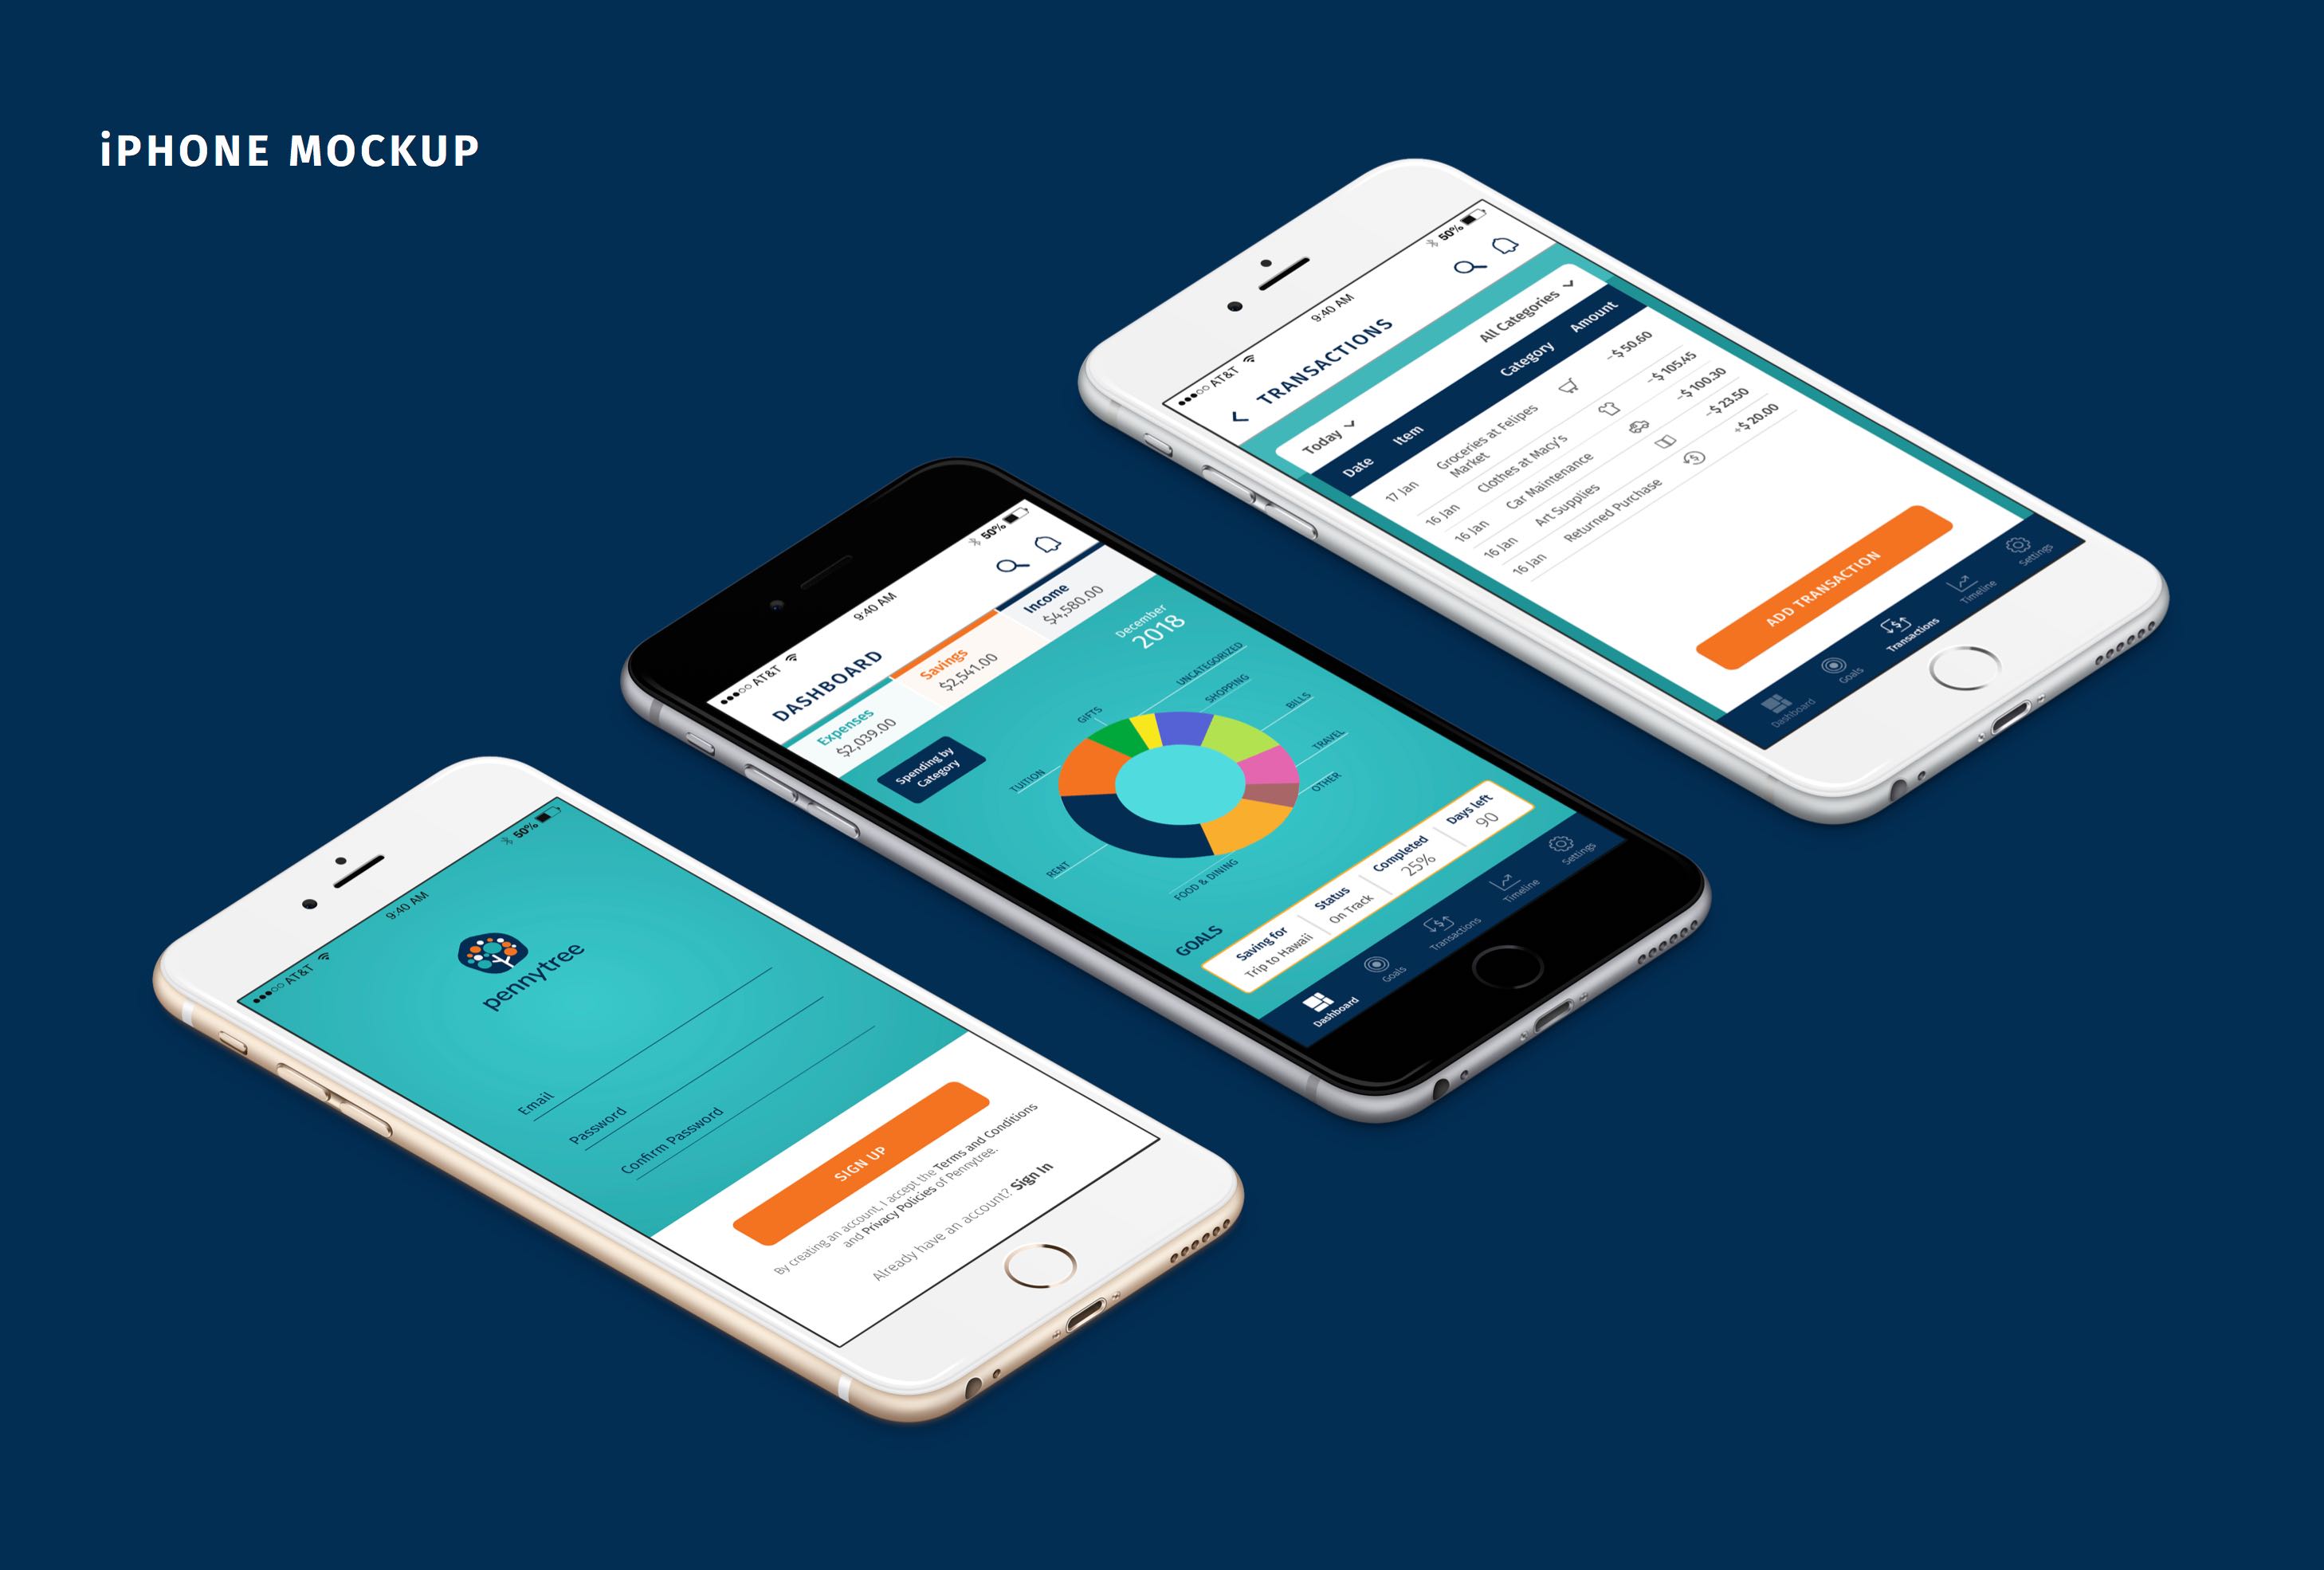 iPHONE MOCKUP
AT&T 9:40 AM 50%
pennytree
Email
Password
Confirm Password
SIGN UP
By creating an account, I accept the Terms and Conditions
and Privacy Policies of Pennytree.
Already have an account? Sign In
AT&T 9:40 AM 50%
DASHBOARD
Expenses Savings Income
$2,039.00 $2,541.00 $4,580.00
Spending by
Category
December
2018
UNCATEGORIZED
SHOPPING
BILLS
TRAVEL
OTHER
FOOD & DINING
RENT
TUITION
GIFTS
GOALS
Saving for Status Completed Days left
Trip to Hawaii On Track 25% 90
Dashboard Goals Transactions Timeline Settings
AT&T 9:40 AM 50%
TRANSACTIONS
Today All Categories
Date Item Category Amount
17 Jan Groceries at Felipes -$ 50.60
Market
16 Jan Clothes at Macy's -$ 105.45
16 Jan Car Maintenance -$ 100.30
16 Jan Art Supplies -$ 23.50
16 Jan Returned Purchase +$ 20.00
ADD TRANSACTION
Dashboard Goals Transactions Timeline Settings